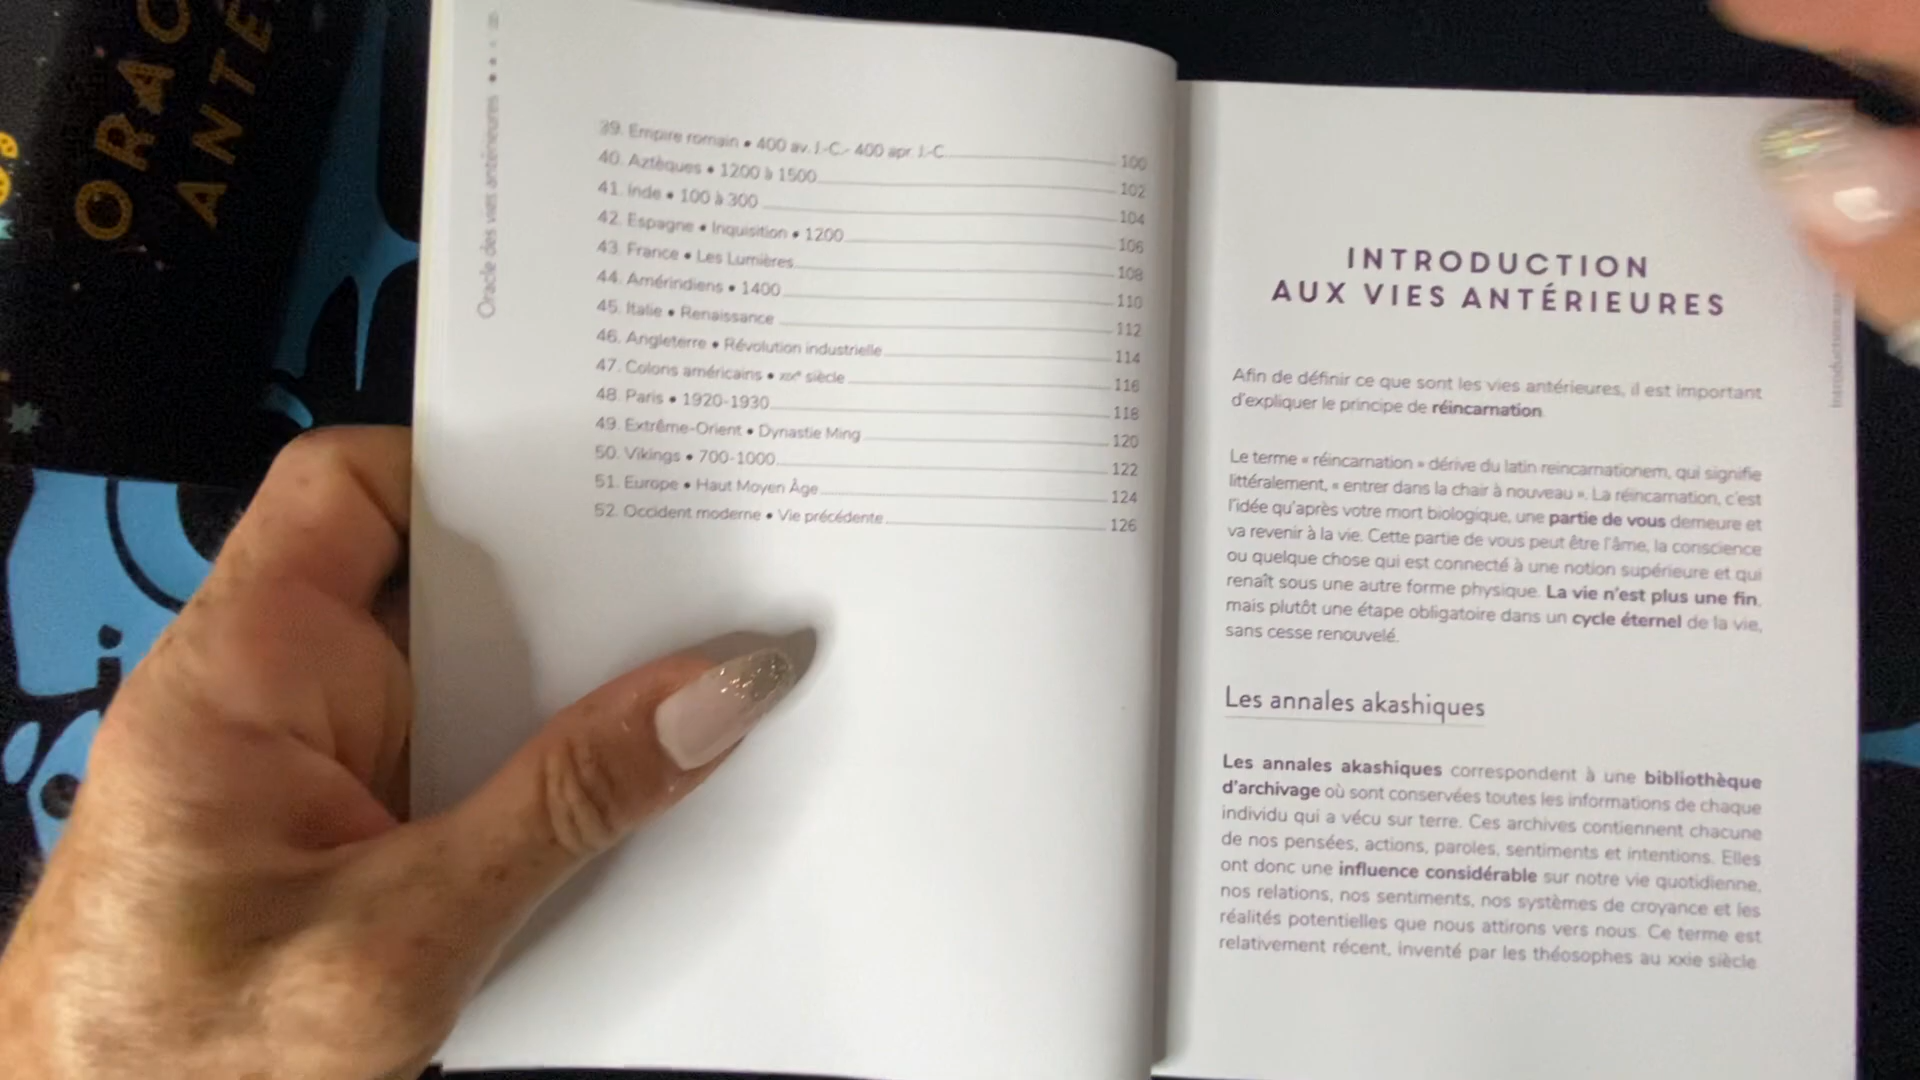 ORAC
ANTE
Oracle des vies antérieures
39. Empire romain • 400 av. J.-C.- 400 apr. J.-C. 100
40. Aztèques • 1200 à 1500 102
41. Inde • 100 à 300 104
42. Espagne • Inquisition • 1200 106
43. France • Les Lumières 108
44. Amérindiens • 1400 110
45. Italie • Renaissance 112
46. Angleterre • Révolution industrielle 114
47. Colons américains • siècle 116
48. Paris • 1920-1930 118
49. Extrême-Orient • Dynastie Ming 120
50. Vikings • 700-1000 122
51. Europe • Haut Moyen Âge 124
52. Occident moderne • Vie précédente 126
INTRODUCTION
AUX VIES ANTÉRIEURES
Afin de définir ce que sont les vies antérieures, il est important
d'expliquer le principe de réincarnation.
Le terme « réincarnation » dérive du latin reincarnationem, qui signifie
littéralement, « entrer dans la chair à nouveau ». La réincarnation, c'est
l'idée qu'après votre mort biologique, une partie de vous demeure et
va revenir à la vie. Cette partie de vous peut être l'âme, la conscience
ou quelque chose qui est connecté à une notion supérieure et qui
renaît sous une autre forme physique. La vie n'est plus une fin,
mais plutôt une étape obligatoire dans un cycle éternel de la vie,
sans cesse renouvelé.
Les annales akashiques
Les annales akashiques correspondent à une bibliothèque
d'archivage où sont conservées toutes les informations de chaque
individu qui a vécu sur terre. Ces archives contiennent chacune
de nos pensées, actions, paroles, sentiments et intentions. Elles
ont donc une influence considérable sur notre vie quotidienne,
nos relations, nos sentiments, nos systèmes de croyance et les
réalités potentielles que nous attirons vers nous. Ce terme est
relativement récent, inventé par les théosophes au xxie siècle
Introduction